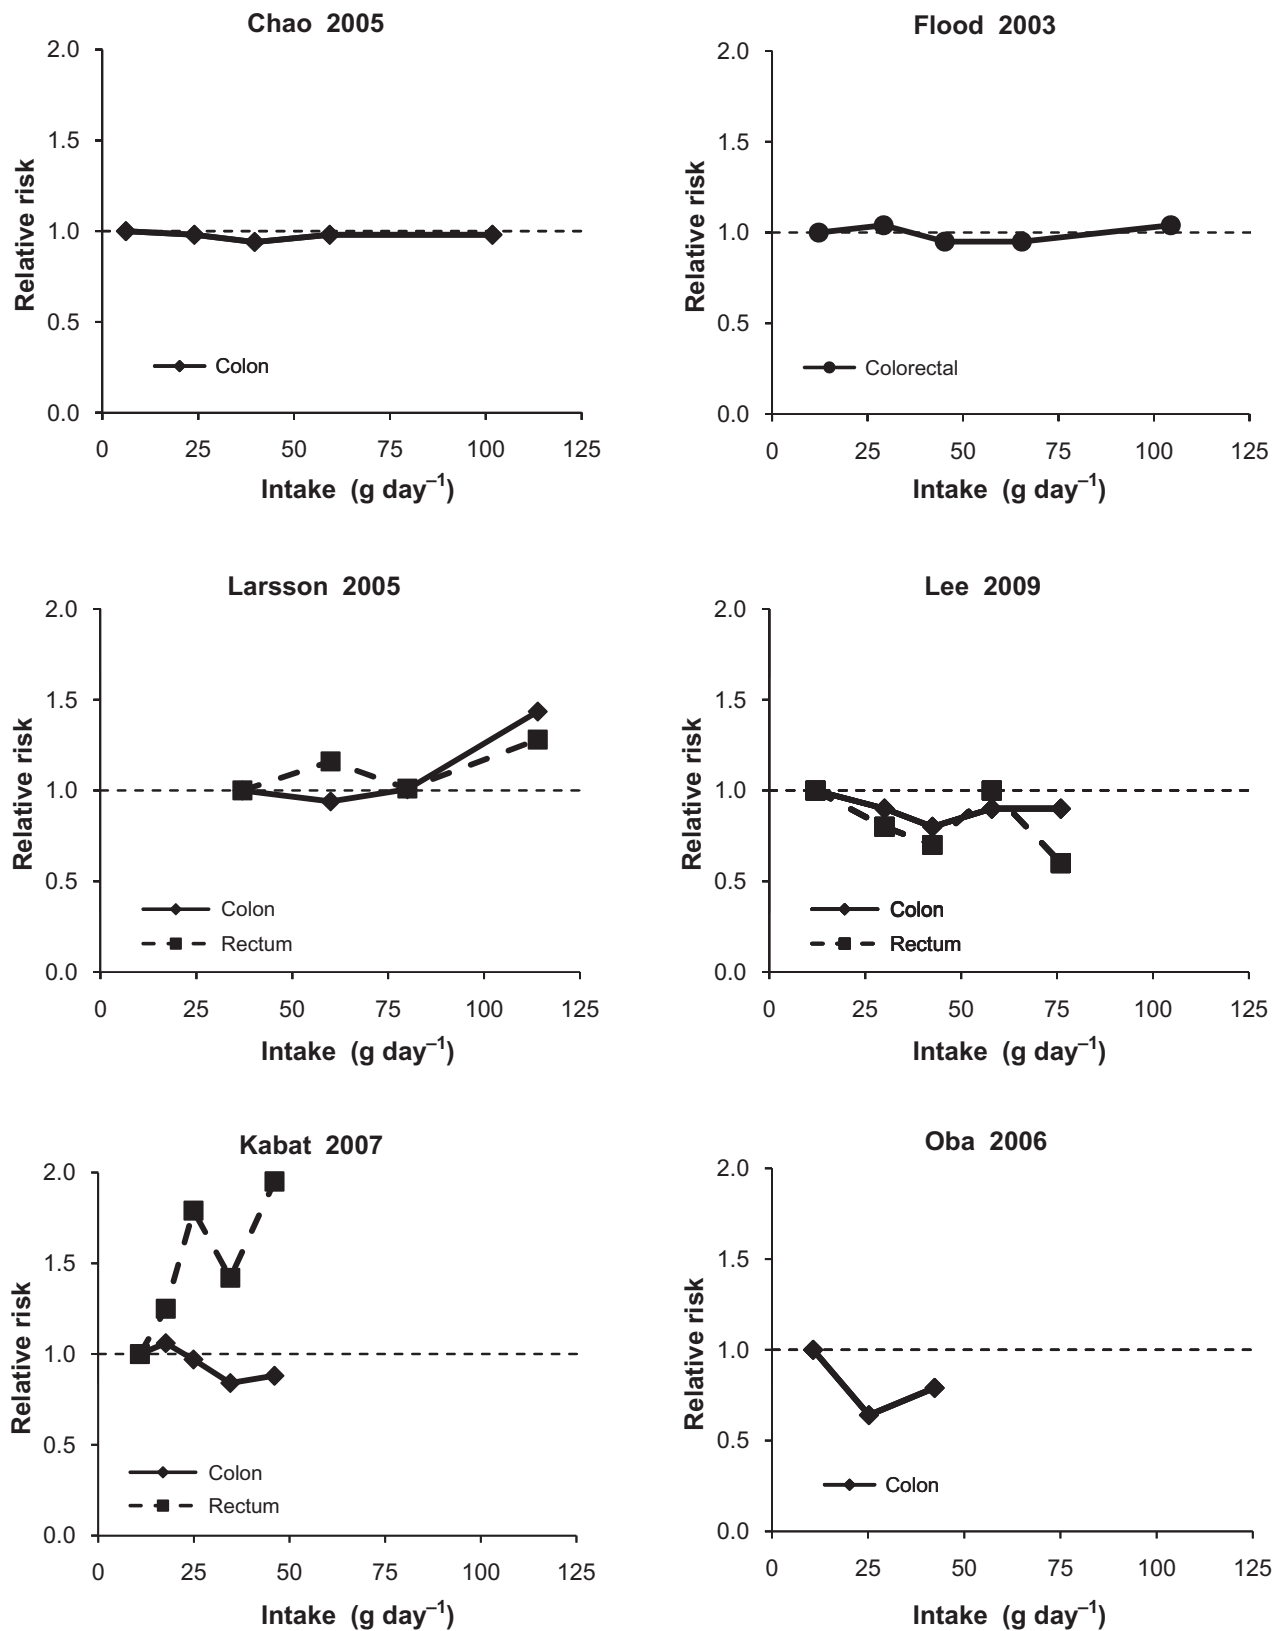 Chao 2005
2.0
1.5
1.0
0.5
0.0
Relative risk
Colon
0 25 50 75 100 125
Intake (g day⁻¹)
Flood 2003
2.0
1.5
1.0
0.5
0.0
Relative risk
Colorectal
0 25 50 75 100 125
Intake (g day⁻¹)
Larsson 2005
2.0
1.5
1.0
0.5
0.0
Relative risk
Colon
Rectum
0 25 50 75 100 125
Intake (g day⁻¹)
Lee 2009
2.0
1.5
1.0
0.5
0.0
Relative risk
Colon
Rectum
0 25 50 75 100 125
Intake (g day⁻¹)
Kabat 2007
2.0
1.5
1.0
0.5
0.0
Relative risk
Colon
Rectum
0 25 50 75 100 125
Intake (g day⁻¹)
Oba 2006
2.0
1.5
1.0
0.5
0.0
Relative risk
Colon
0 25 50 75 100 125
Intake (g day⁻¹)